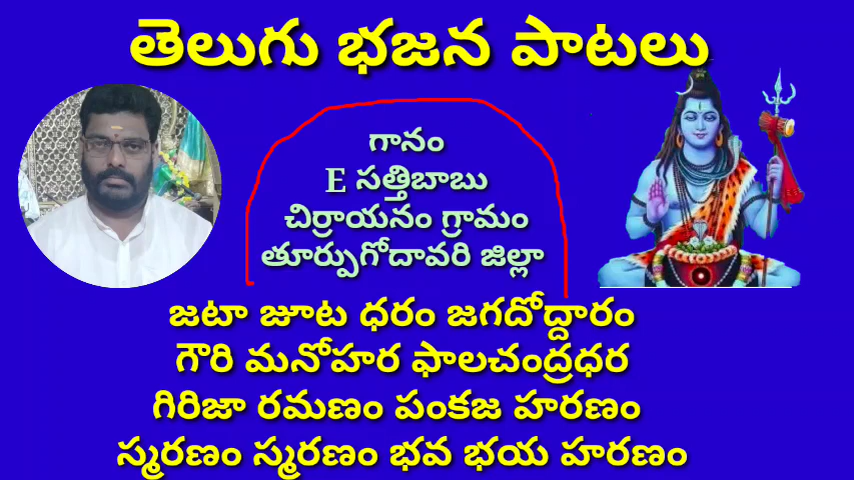 తెలుగు భజన పాటలు
గానం
E సత్తిబాబు
చిర్రాయనం గ్రామం
తూర్పుగోదావరి జిల్లా
జటా జూట ధరం జగదోద్దారం
గౌరి మనోహర ఫాలచంద్రధర
గిరిజా రమణం పంకజ హరణం
స్మరణం స్మరణం భవ భయ హరణం